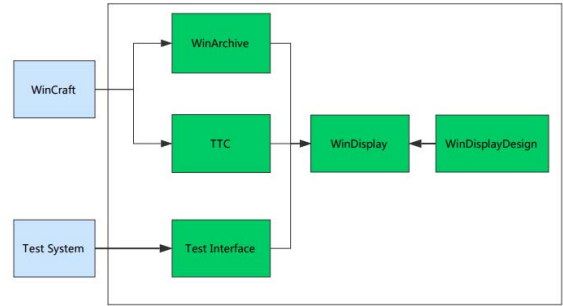 WinArchive
WinCraft
TTC
WinDisplay
WinDisplayDesign
Test System
Test Interface